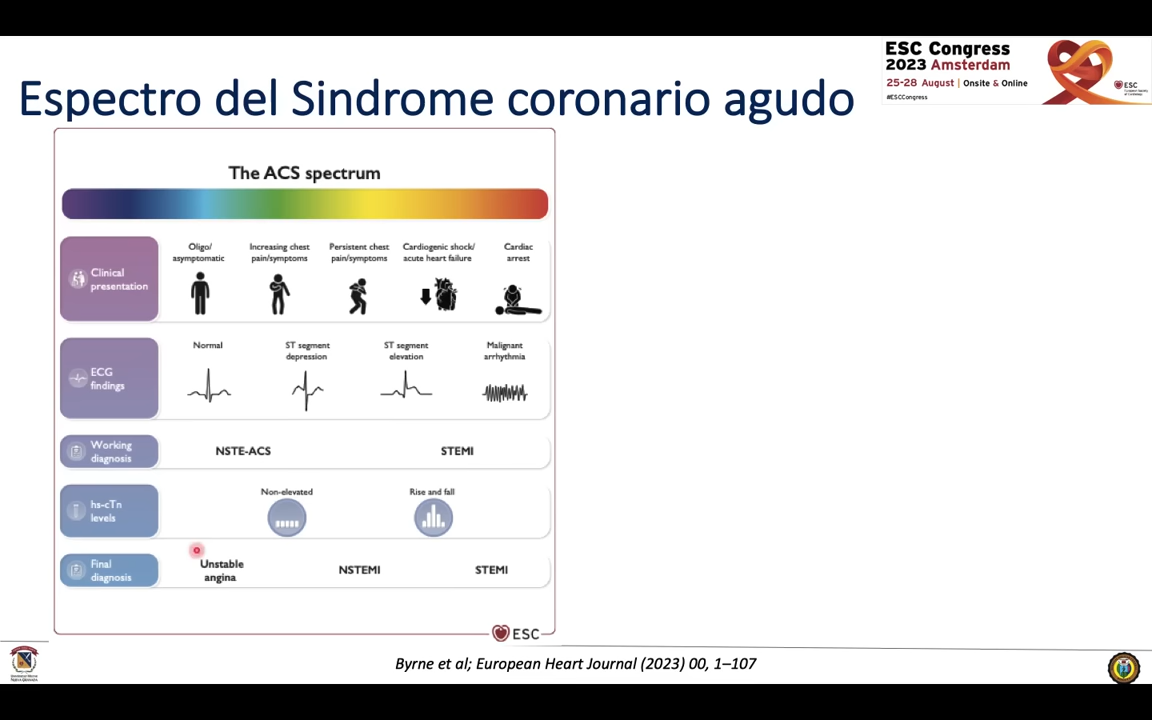 ESC Congress
2023 Amsterdam
25-28 August | Onsite & Online
#ESCCongress
ESC
Espectro del Sindrome coronario agudo
The ACS spectrum
Clinical
presentation
Oligo/
asymptomatic
Increasing chest
pain/symptoms
Persistent chest
pain/symptoms
Cardiogenic shock/
acute heart failure
Cardiac
arrest
ECG
findings
Normal
ST segment
depression
ST segment
elevation
Malignant
arrhythmia
Working
diagnosis
NSTE-ACS
STEMI
hs-cTn
levels
Non-elevated
Rise and fall
Final
diagnosis
Unstable
angina
NSTEMI
STEMI
ESC
Byrne et al; European Heart Journal (2023) 00, 1–107